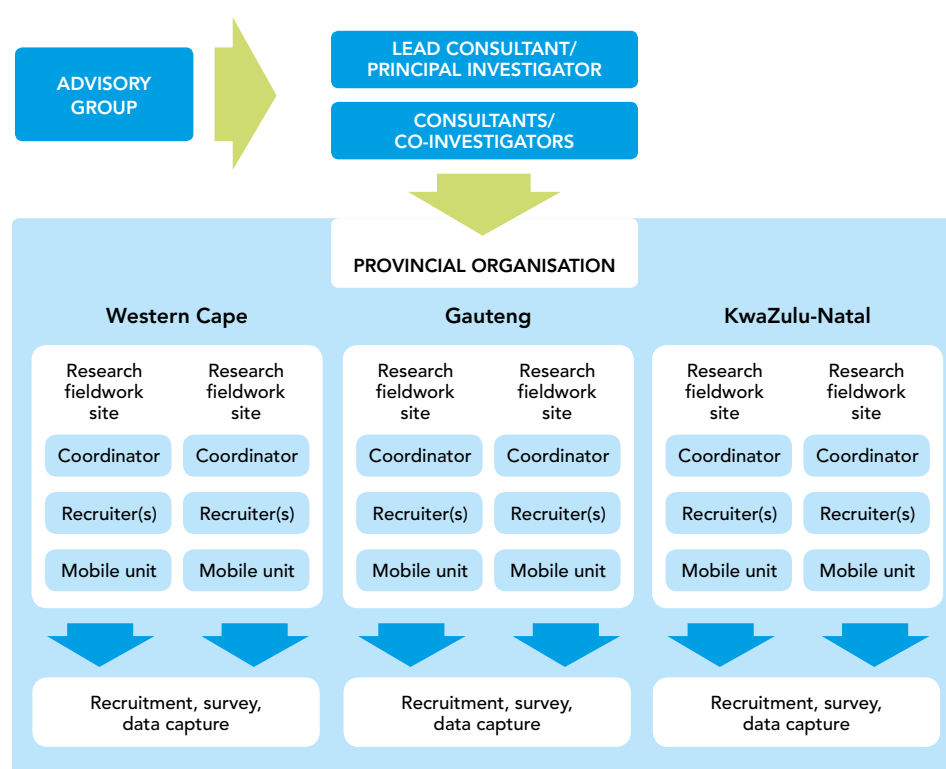 ADVISORY
GROUP
LEAD CONSULTANT/
PRINCIPAL INVESTIGATOR
CONSULTANTS/
CO-INVESTIGATORS
PROVINCIAL ORGANISATION
Western Cape
Research
fieldwork
site
Research
fieldwork
site
Coordinator
Coordinator
Recruiter(s)
Recruiter(s)
Mobile unit
Mobile unit
Recruitment, survey,
data capture
Gauteng
Research
fieldwork
site
Research
fieldwork
site
Coordinator
Coordinator
Recruiter(s)
Recruiter(s)
Mobile unit
Mobile unit
Recruitment, survey,
data capture
KwaZulu-Natal
Research
fieldwork
site
Research
fieldwork
site
Coordinator
Coordinator
Recruiter(s)
Recruiter(s)
Mobile unit
Mobile unit
Recruitment, survey,
data capture